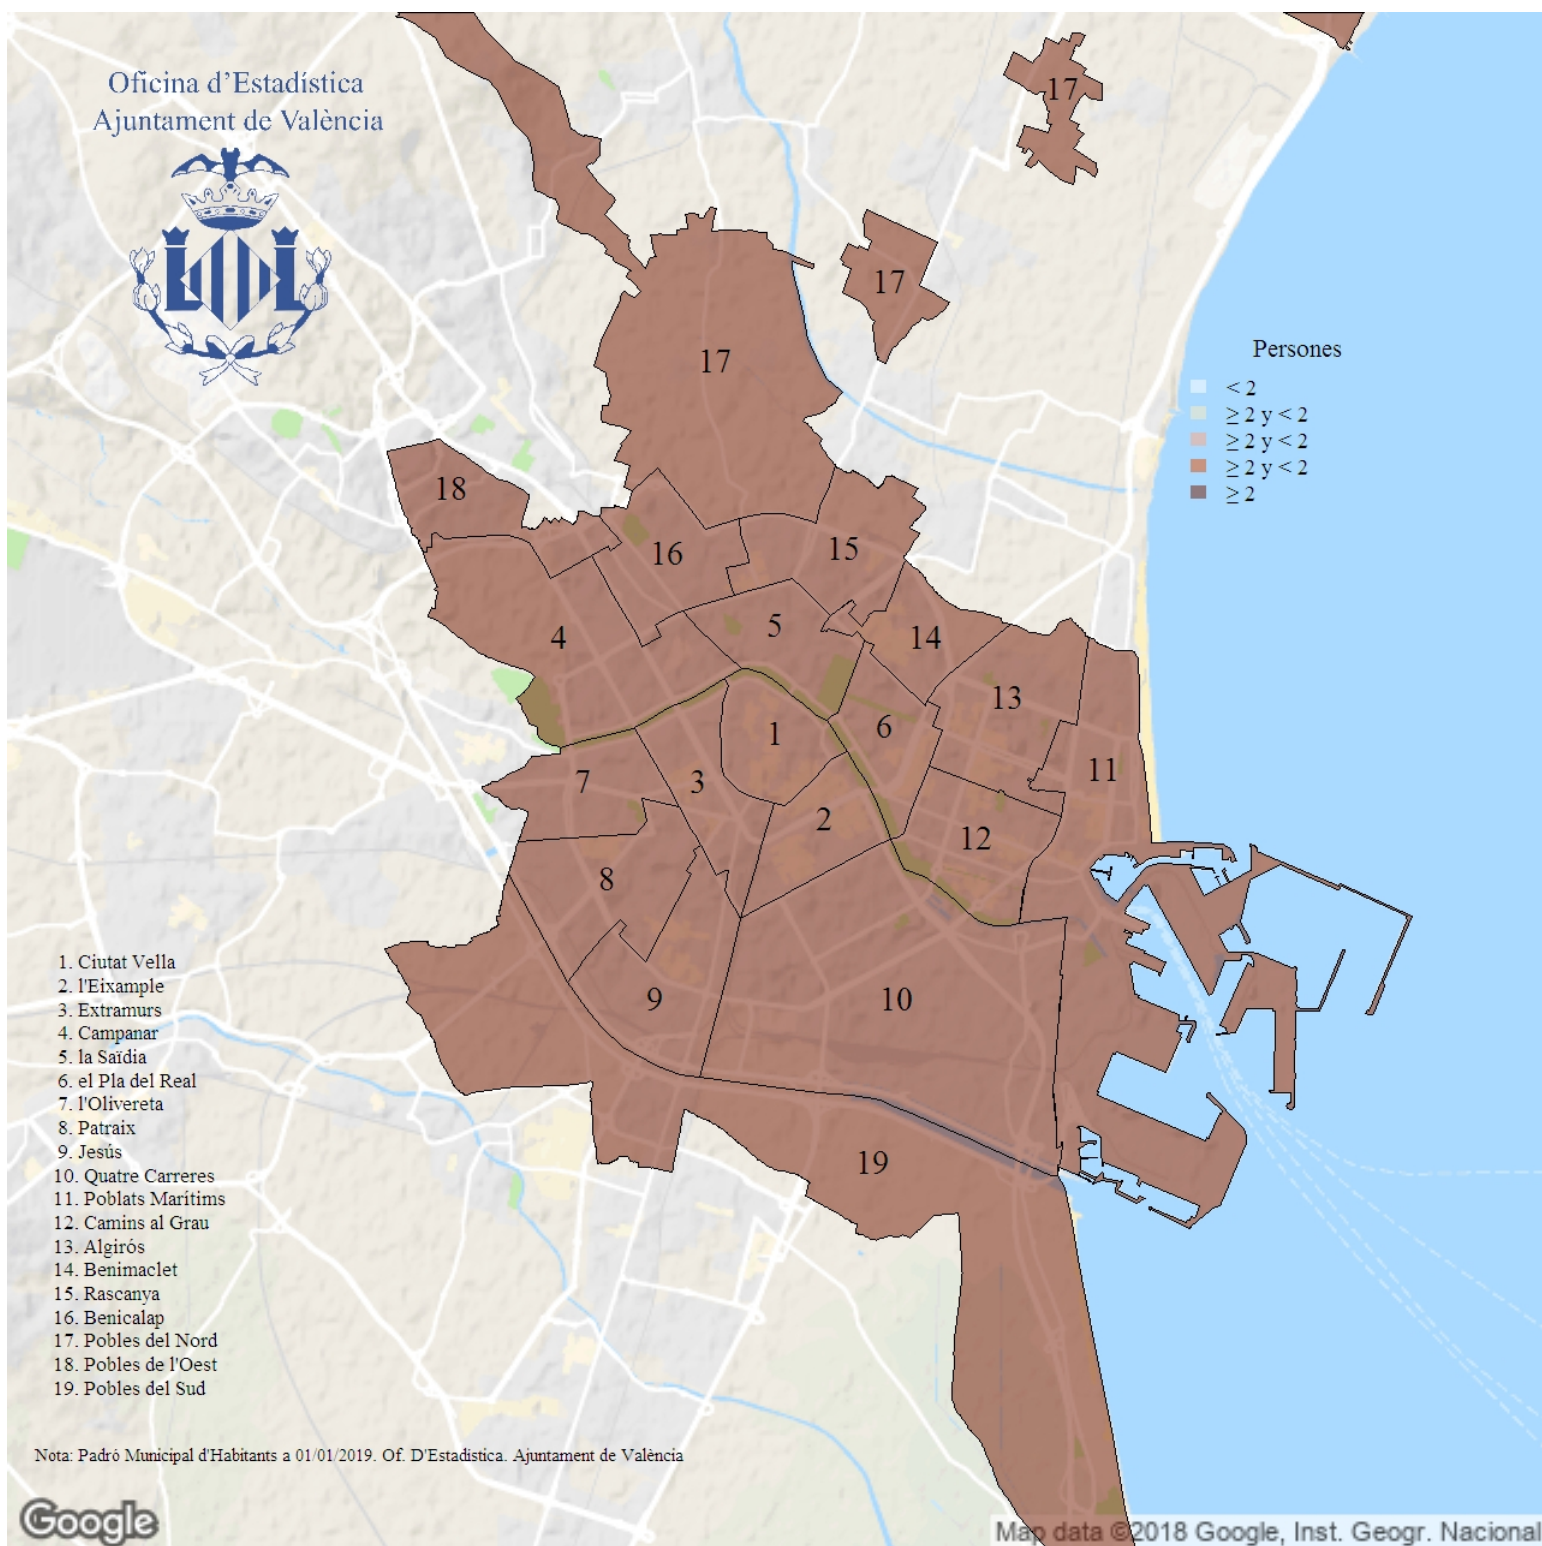 Oficina d'Estadística
Ajuntament de València
17
17
17
Persones
< 2
≥ 2 y < 2
≥ 2 y < 2
≥ 2 y < 2
≥ 2
18
16
15
5
4
14
13
6
1
11
7
3
2
12
8
9
10
19
1. Ciutat Vella
2. l'Eixample
3. Extramurs
4. Campanar
5. la Saïdia
6. el Pla del Real
7. l'Olivereta
8. Patraix
9. Jesús
10. Quatre Carreres
11. Poblats Marítims
12. Camins al Grau
13. Algirós
14. Benimaclet
15. Rascanya
16. Benicalap
17. Pobles del Nord
18. Pobles de l'Oest
19. Pobles del Sud
Nota: Padró Municipal d'Habitants a 01/01/2019. Of. D'Estadística. Ajuntament de València
Google
Map data ©2018 Google, Inst. Geogr. Nacional